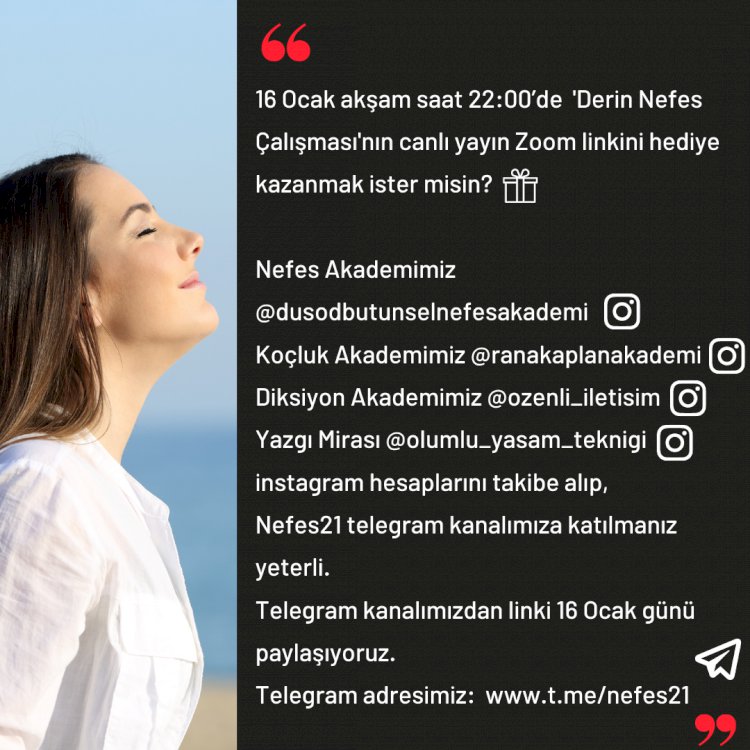 16 Ocak akşam saat 22:00’de 'Derin Nefes
Çalışması'nın canlı yayın Zoom linkini hediye
kazanmak ister misin?
Nefes Akademimiz
@dusodbutunselnefesakademi
Koçluk Akademimiz @ranakaplanakademi
Diksiyon Akademimiz @ozenli_iletisim
Yazgı Mirası @olumlu_yasam_teknigi
instagram hesaplarını takibe alıp,
Nefes21 telegram kanalımıza katılmanız
yeterli.
Telegram kanalımızdan linki 16 Ocak günü
paylaşıyoruz.
Telegram adresimiz: www.t.me/nefes21